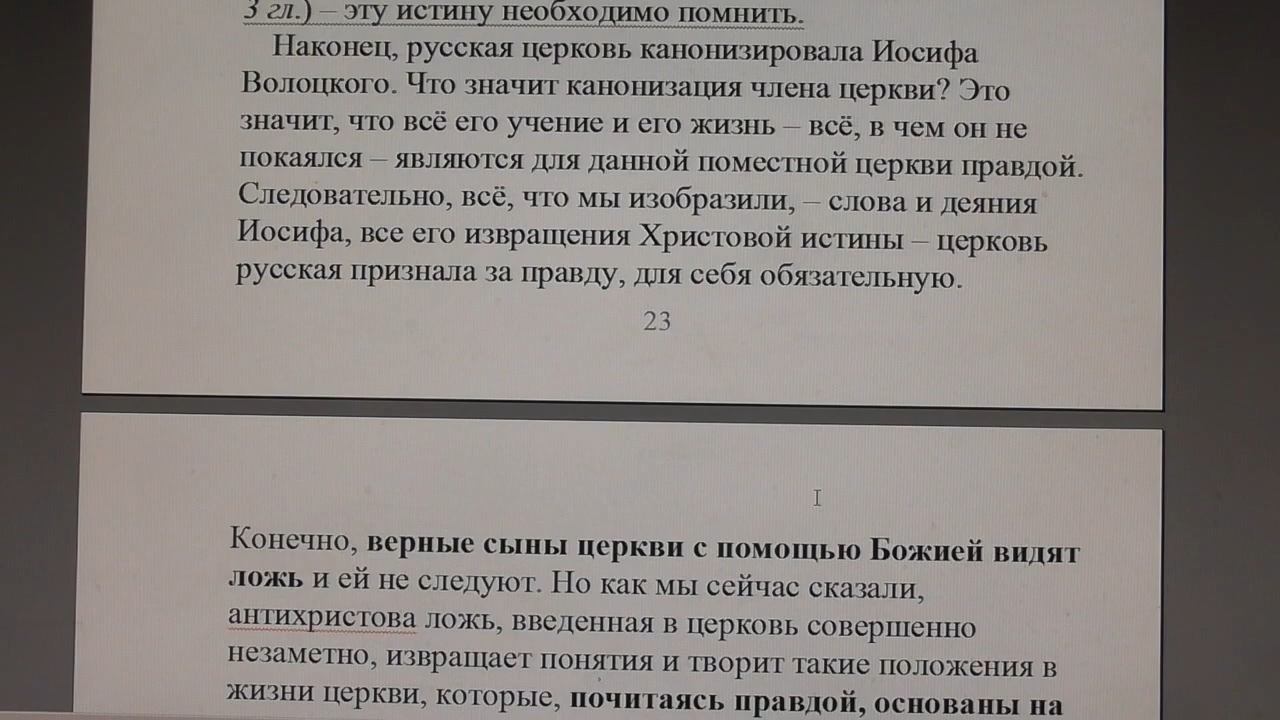 3 гл.) – эту истину необходимо помнить.
Наконец, русская церковь канонизировала Иосифа
Волоцкого. Что значит канонизация члена церкви? Это
значит, что всё его учение и его жизнь – всё, в чем он не
покаялся – являются для данной поместной церкви правдой.
Следовательно, всё, что мы изобразили, – слова и деяния
Иосифа, все его извращения Христовой истины – церковь
русская признала за правду, для себя обязательную.
23
Конечно, верные сыны церкви с помощью Божией видят
ложь и ей не следуют. Но как мы сейчас сказали,
антихристова ложь, введенная в церковь совершенно
незаметно, извращает понятия и творит такие положения в
жизни церкви, которые, почитаясь правдой, основаны на